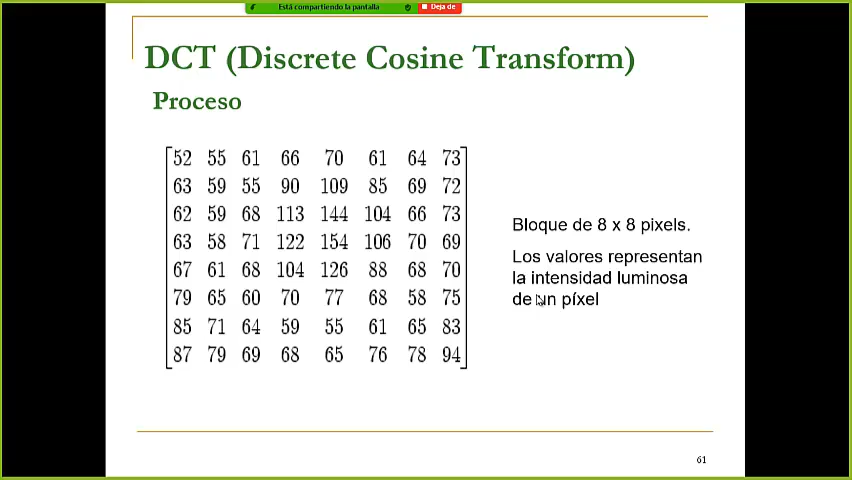 Está compartiendo la pantalla
Deja de
DCT (Discrete Cosine Transform)
Proceso
52 55 61 66 70 61 64 73
63 59 55 90 109 85 69 72
62 59 68 113 144 104 66 73
63 58 71 122 154 106 70 69
67 61 68 104 126 88 68 70
79 65 60 70 77 68 58 75
85 71 64 59 55 61 65 83
87 79 69 68 65 76 78 94
Bloque de 8 x 8 pixels.
Los valores representan
la intensidad luminosa
de un píxel
61